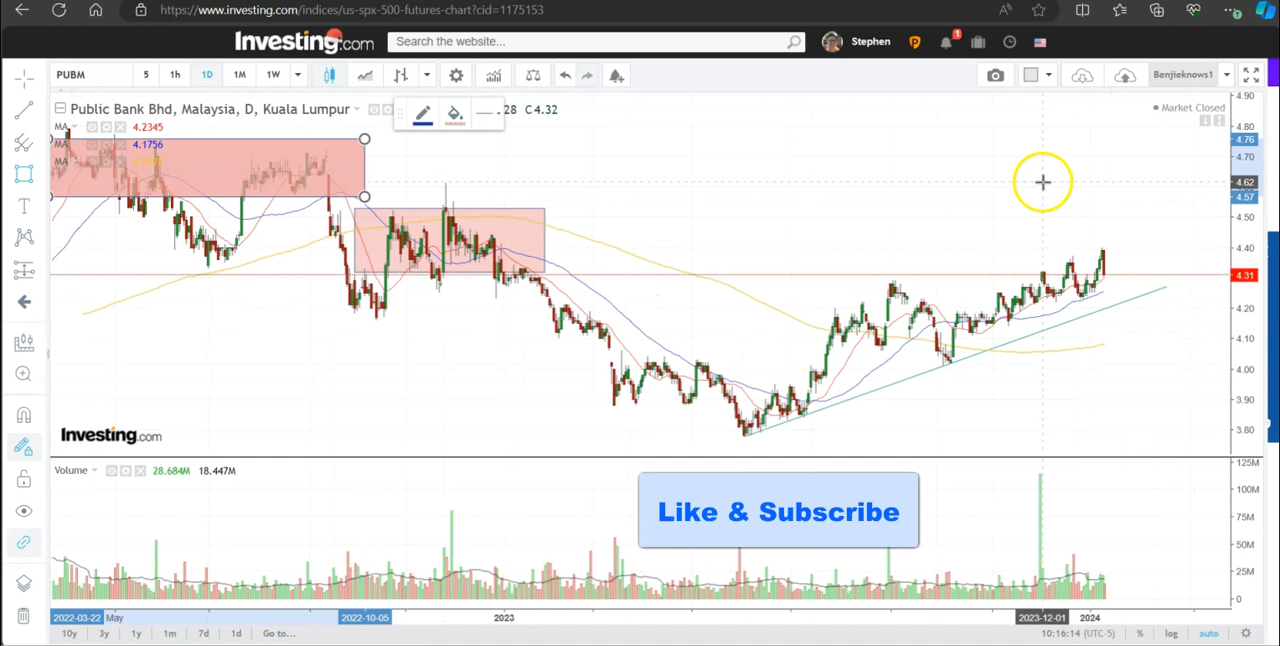 https://www.investing.com/indices/us-spx-500-futures-chart?cid=1175153
Investing.com
Search the website...
Stephen
1
PUBM 5 1h 1D 1M 1W
Benjieknows1
Public Bank Bhd, Malaysia, D, Kuala Lumpur
28 C4.32
Market Closed
MA 4.2345
MA 4.1756
MA
4.90
4.80
4.76
4.70
4.62
4.57
4.50
4.40
4.31
4.20
4.10
4.00
3.90
3.80
Investing.com
Volume 28.684M 18.447M
Like & Subscribe
125M
100M
75M
50M
25M
0
2022-03-22 May 2022-10-05 2023 2023-12-01 2024
10y 3y 1y 1m 7d 1d Go to... 10:16:14 (UTC-5) % log auto